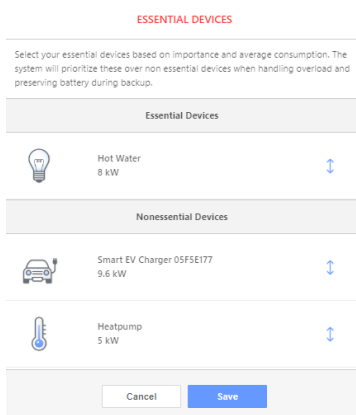 ESSENTIAL DEVICES
Select your essential devices based on importance and average consumption. The
system will prioritize these over non essential devices when handling overload and
preserving battery during backup.
Essential Devices
Hot Water
8 kW
Nonessential Devices
Smart EV Charger 05F5E177
9.6 kW
Heatpump
5 kW
Cancel Save